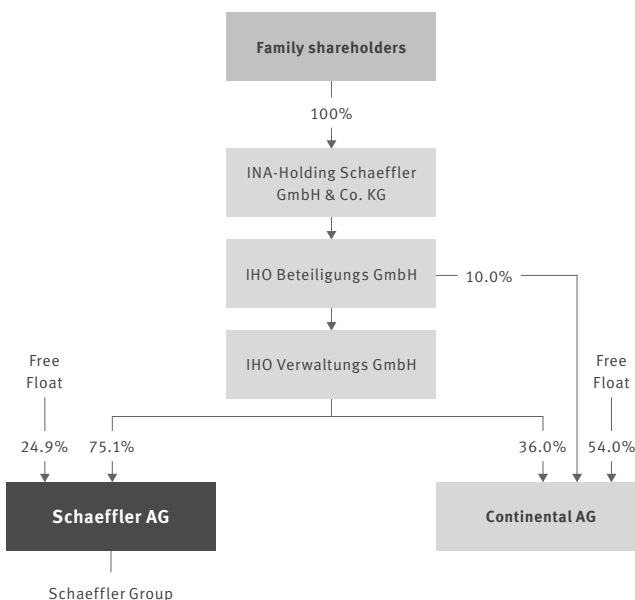 Family shareholders
100%
INA-Holding Schaeffler
GmbH & Co. KG
IHO Beteiligungs GmbH
10.0%
IHO Verwaltungs GmbH
Free
Float
Free
Float
24.9%
75.1%
36.0%
54.0%
Schaeffler AG
Continental AG
Schaeffler Group